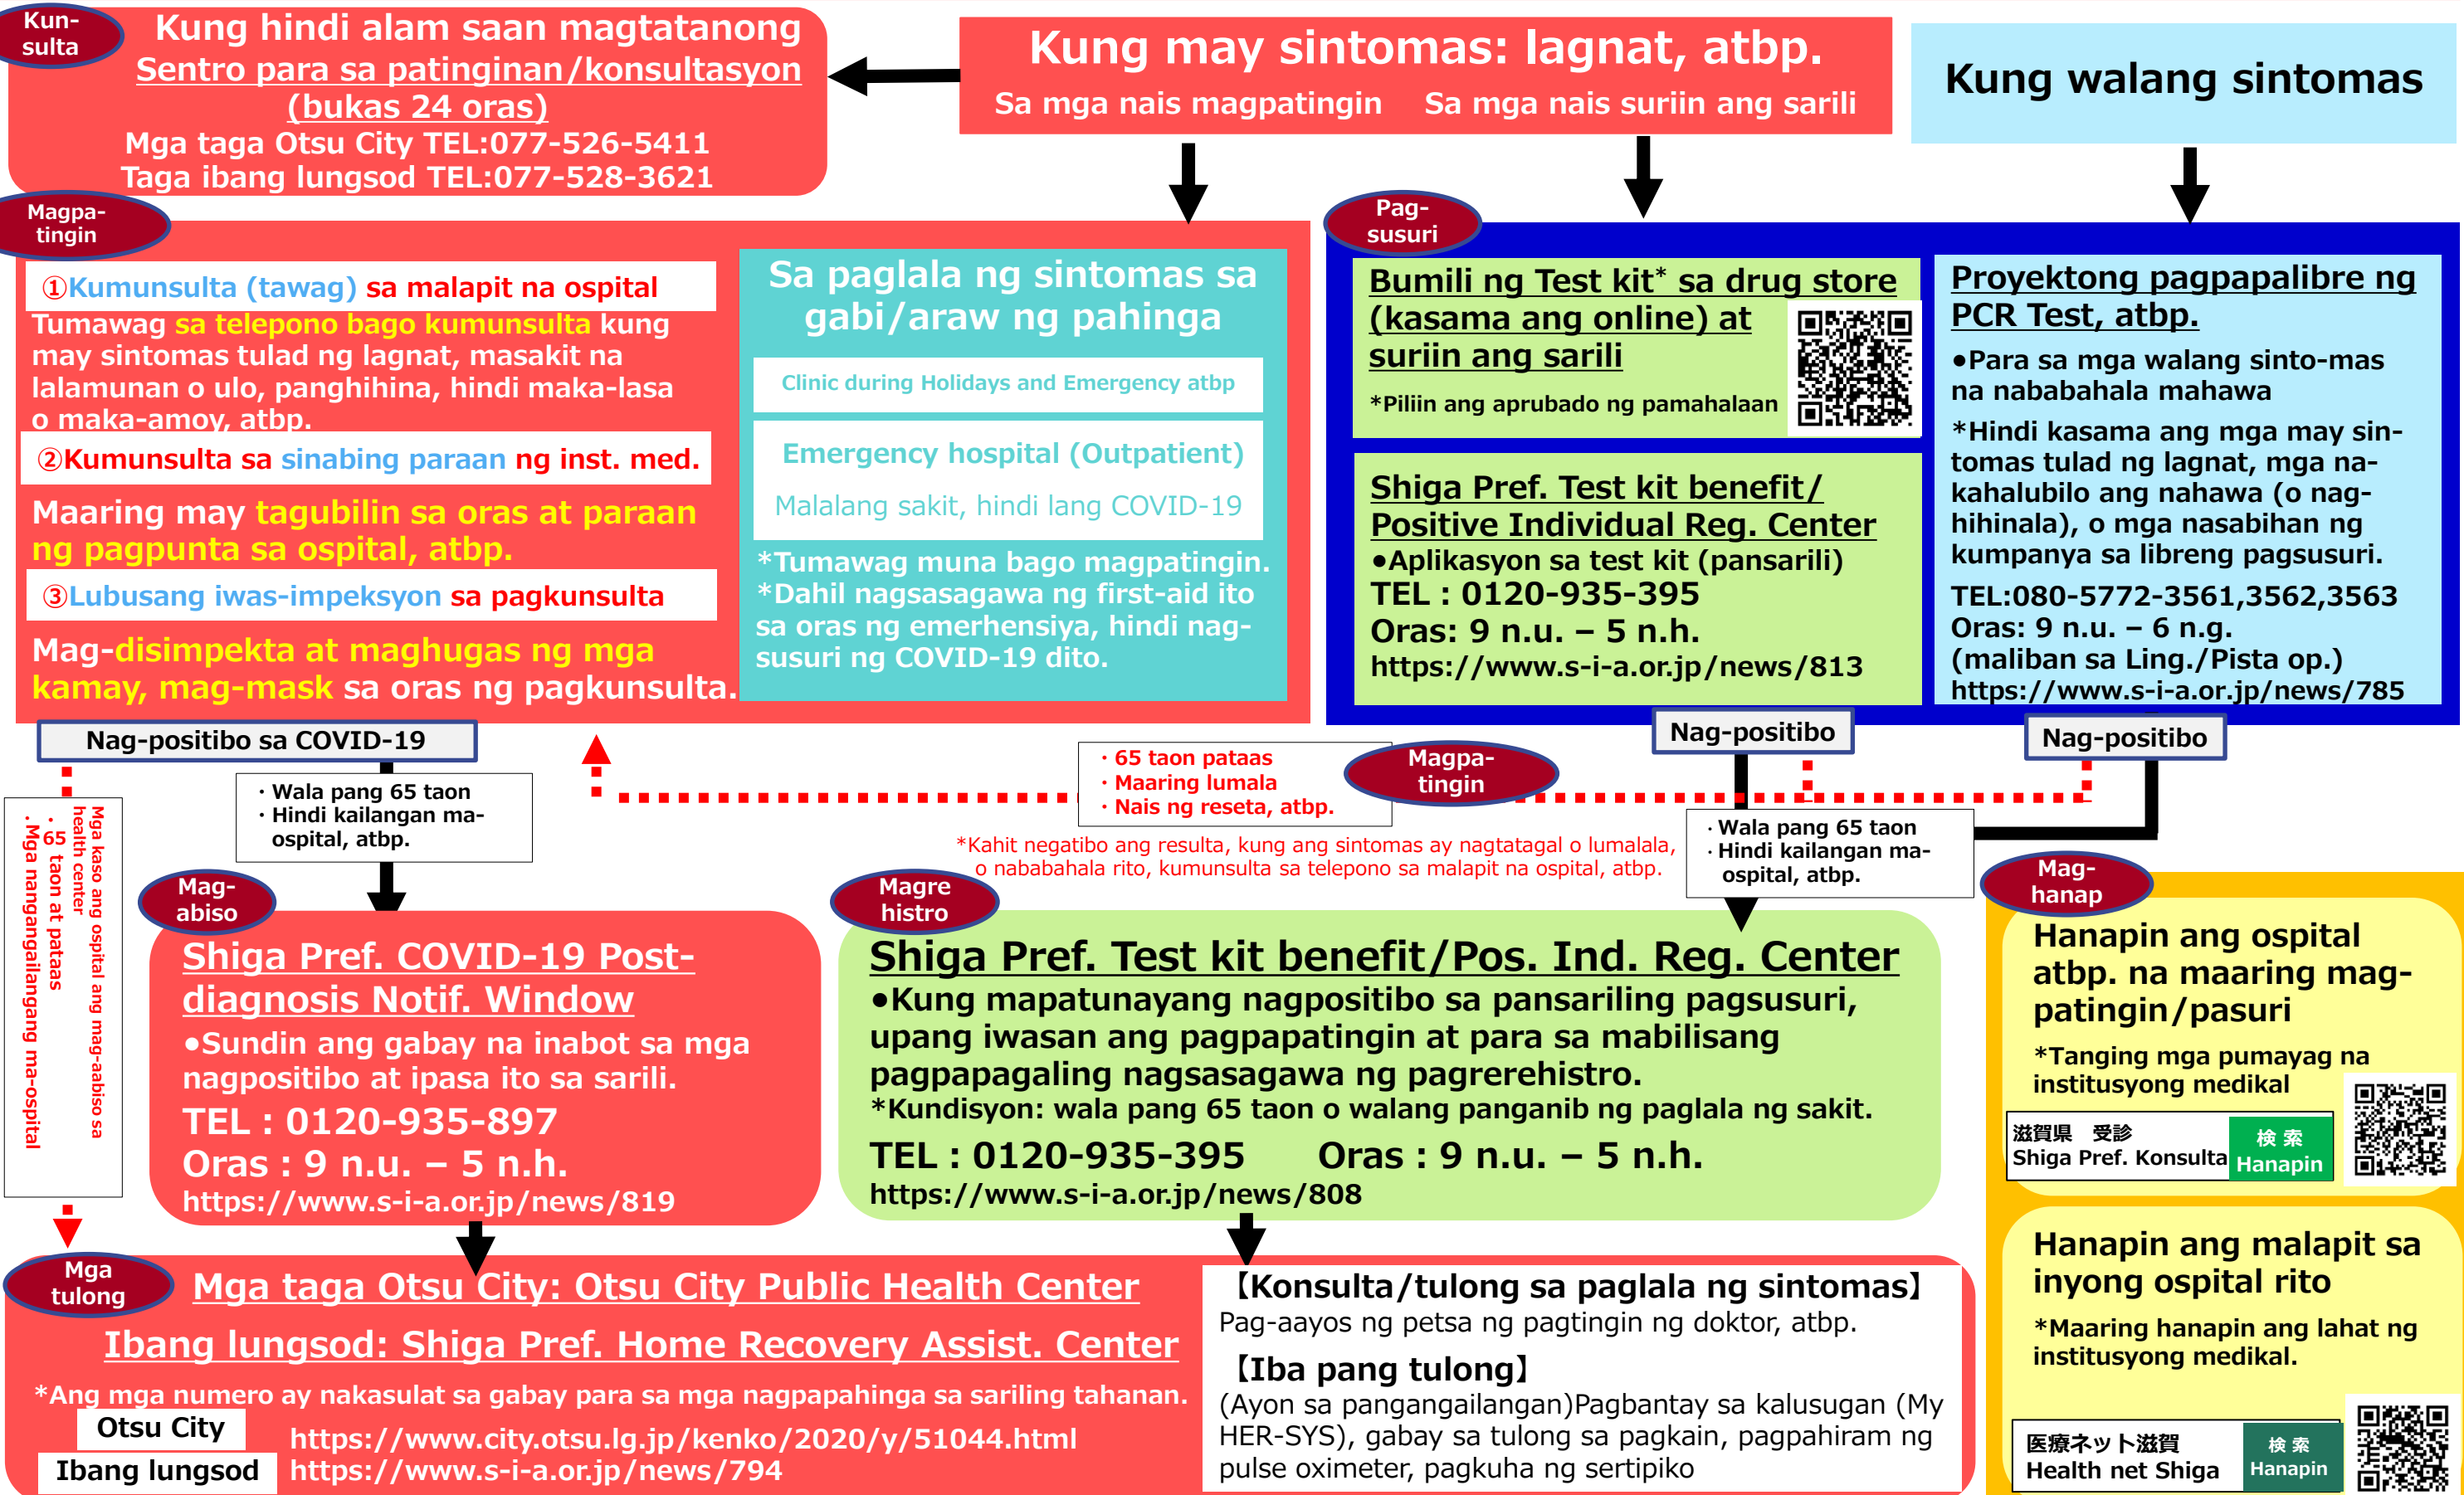 Kun-
sulta
Kung hindi alam saan magtatanong
Sentro para sa patinginan/konsultasyon
(bukas 24 oras)
Mga taga Otsu City TEL:077-526-5411
Taga ibang lungsod TEL:077-528-3621
Kung may sintomas: lagnat, atbp.
Sa mga nais magpatingin Sa mga nais suriin ang sarili
Kung walang sintomas
Magpa-
tingin
①Kumunsulta (tawag) sa malapit na ospital
Tumawag sa telepono bago kumunsulta kung
may sintomas tulad ng lagnat, masakit na
lalamunan o ulo, panghihina, hindi maka-lasa
o maka-amoy, atbp.
②Kumunsulta sa sinabing paraan ng inst. med.
Maaring may tagubilin sa oras at paraan
ng pagpunta sa ospital, atbp.
③Lubusang iwas-impeksyon sa pagkunsulta
Mag-disimpekta at maghugas ng mga
kamay, mag-mask sa oras ng pagkunsulta.
Sa paglala ng sintomas sa
gabi/araw ng pahinga
Clinic during Holidays and Emergency atbp
Emergency hospital (Outpatient)
Malalang sakit, hindi lang COVID-19
*Tumawag muna bago magpatingin.
*Dahil nagsasagawa ng first-aid ito
sa oras ng emerhensiya, hindi nag-
susuri ng COVID-19 dito.
Pag-
susuri
Bumili ng Test kit* sa drug store
(kasama ang online) at
suriin ang sarili
*Piliin ang aprubado ng pamahalaan
Shiga Pref. Test kit benefit/
Positive Individual Reg. Center
●Aplikasyon sa test kit (pansarili)
TEL : 0120-935-395
Oras: 9 n.u. – 5 n.h.
https://www.s-i-a.or.jp/news/813
Proyektong pagpapalibre ng
PCR Test, atbp.
●Para sa mga walang sinto-mas
na nababahala mahawa
*Hindi kasama ang mga may sin-
tomas tulad ng lagnat, mga na-
kahalubilo ang nahawa (o nag-
hihinala), o mga nasabihan ng
kumpanya sa libreng pagsusuri.
TEL:080-5772-3561,3562,3563
Oras: 9 n.u. – 6 n.g.
(maliban sa Ling./Pista op.)
https://www.s-i-a.or.jp/news/785
Nag-positibo sa COVID-19
Nag-positibo
Nag-positibo
Mga kaso ang ospital ang mag-aabiso sa
health center
・65 taon at pataas
・Mga nangangailangang ma-ospital
・Wala pang 65 taon
・Hindi kailangan ma-
ospital, atbp.
・65 taon pataas
・Maaring lumala
・Nais ng reseta, atbp.
Magpa-
tingin
*Kahit negatibo ang resulta, kung ang sintomas ay nagtatagal o lumalala,
o nababahala rito, kumunsulta sa telepono sa malapit na ospital, atbp.
・Wala pang 65 taon
・Hindi kailangan ma-
ospital, atbp.
Mag-
abiso
Shiga Pref. COVID-19 Post-
diagnosis Notif. Window
●Sundin ang gabay na inabot sa mga
nagpositibo at ipasa ito sa sarili.
TEL : 0120-935-897
Oras : 9 n.u. – 5 n.h.
https://www.s-i-a.or.jp/news/819
Magre
histro
Shiga Pref. Test kit benefit/Pos. Ind. Reg. Center
●Kung mapatunayang nagpositibo sa pansariling pagsusuri,
upang iwasan ang pagpapatingin at para sa mabilisang
pagpapagaling nagsasagawa ng pagrerehistro.
*Kundisyon: wala pang 65 taon o walang panganib ng paglala ng sakit.
TEL : 0120-935-395 Oras : 9 n.u. – 5 n.h.
https://www.s-i-a.or.jp/news/808
Mag-
hanap
Hanapin ang ospital
atbp. na maaring mag-
patingin/pasuri
*Tanging mga pumayag na
institusyong medikal
滋賀県 受診
Shiga Pref. Konsulta
検 索
Hanapin
Hanapin ang malapit sa
inyong ospital rito
*Maaring hanapin ang lahat ng
institusyong medikal.
医療ネット滋賀
Health net Shiga
検 索
Hanapin
Mga
tulong
Mga taga Otsu City: Otsu City Public Health Center
Ibang lungsod: Shiga Pref. Home Recovery Assist. Center
*Ang mga numero ay nakasulat sa gabay para sa mga nagpapahinga sa sariling tahanan.
Otsu City
https://www.city.otsu.lg.jp/kenko/2020/y/51044.html
Ibang lungsod
https://www.s-i-a.or.jp/news/794
【Konsulta/tulong sa paglala ng sintomas】
Pag-aayos ng petsa ng pagtingin ng doktor, atbp.
【Iba pang tulong】
(Ayon sa pangangailangan)Pagbantay sa kalusugan (My
HER-SYS), gabay sa tulong sa pagkain, pagpahiram ng
pulse oximeter, pagkuha ng sertipiko